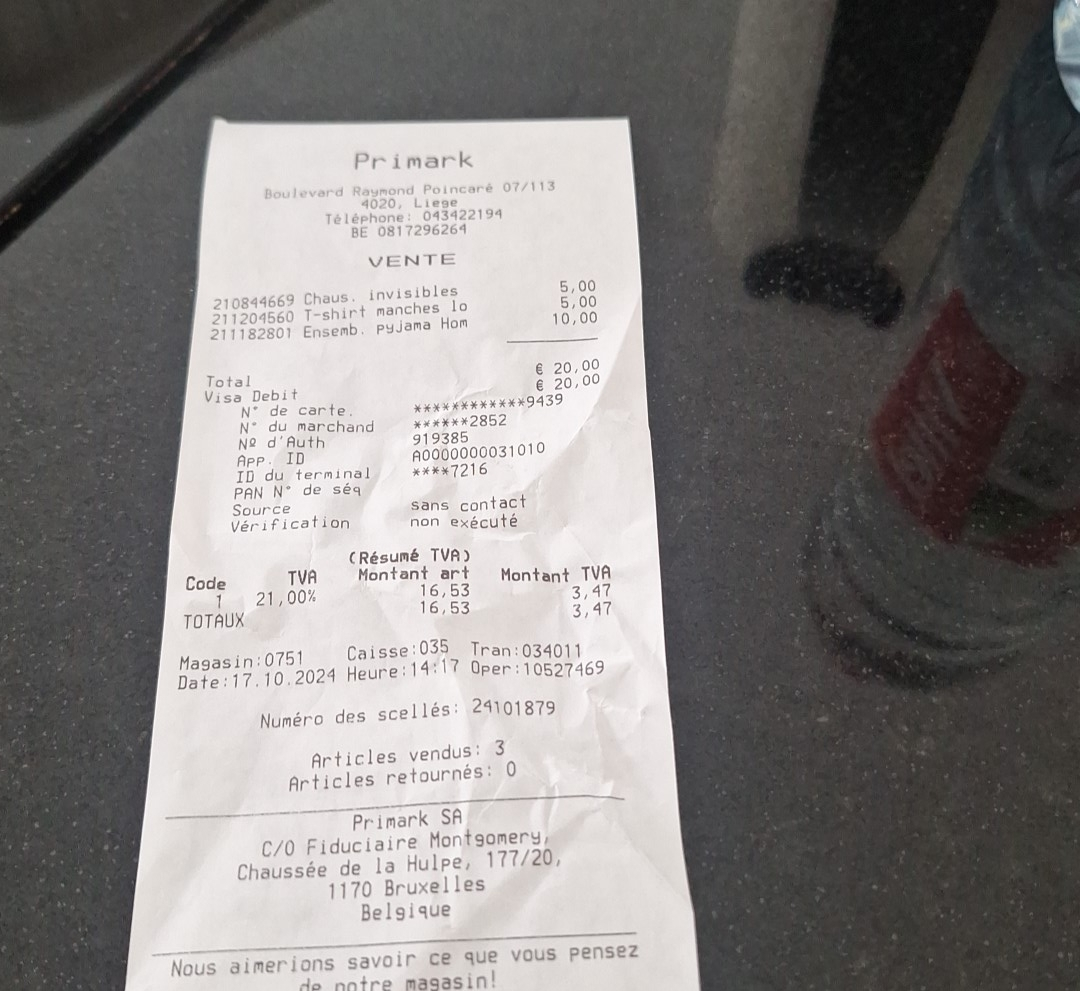 Primark
Boulevard Raymond Poincaré 07/113
4020, Liege
Téléphone: 043422194
BE 0817296264
VENTE
210844669 Chaus. invisibles 5,00
211204560 T-shirt manches lo 5,00
211182801 Ensemb. pyjama Hom 10,00
Total € 20,00
Visa Debit € 20,00
N° de carte. ************9439
N° du marchand ******2852
Nº d'Auth 919385
App. ID A0000000031010
ID du terminal ****7216
PAN N° de séq
Source sans contact
Vérification non exécuté
(Résumé TVA)
Code TVA Montant art Montant TVA
1 21,00% 16,53 3,47
TOTAUX 16,53 3,47
Magasin:0751 Caisse:035 Tran:034011
Date:17.10.2024 Heure:14:17 Oper:10527469
Numéro des scellés: 24101879
Articles vendus: 3
Articles retournés: 0
Primark SA
C/O Fiduciaire Montgomery,
Chaussée de la Hulpe, 177/20,
1170 Bruxelles
Belgique
Nous aimerions savoir ce que vous pensez
de notre magasin!